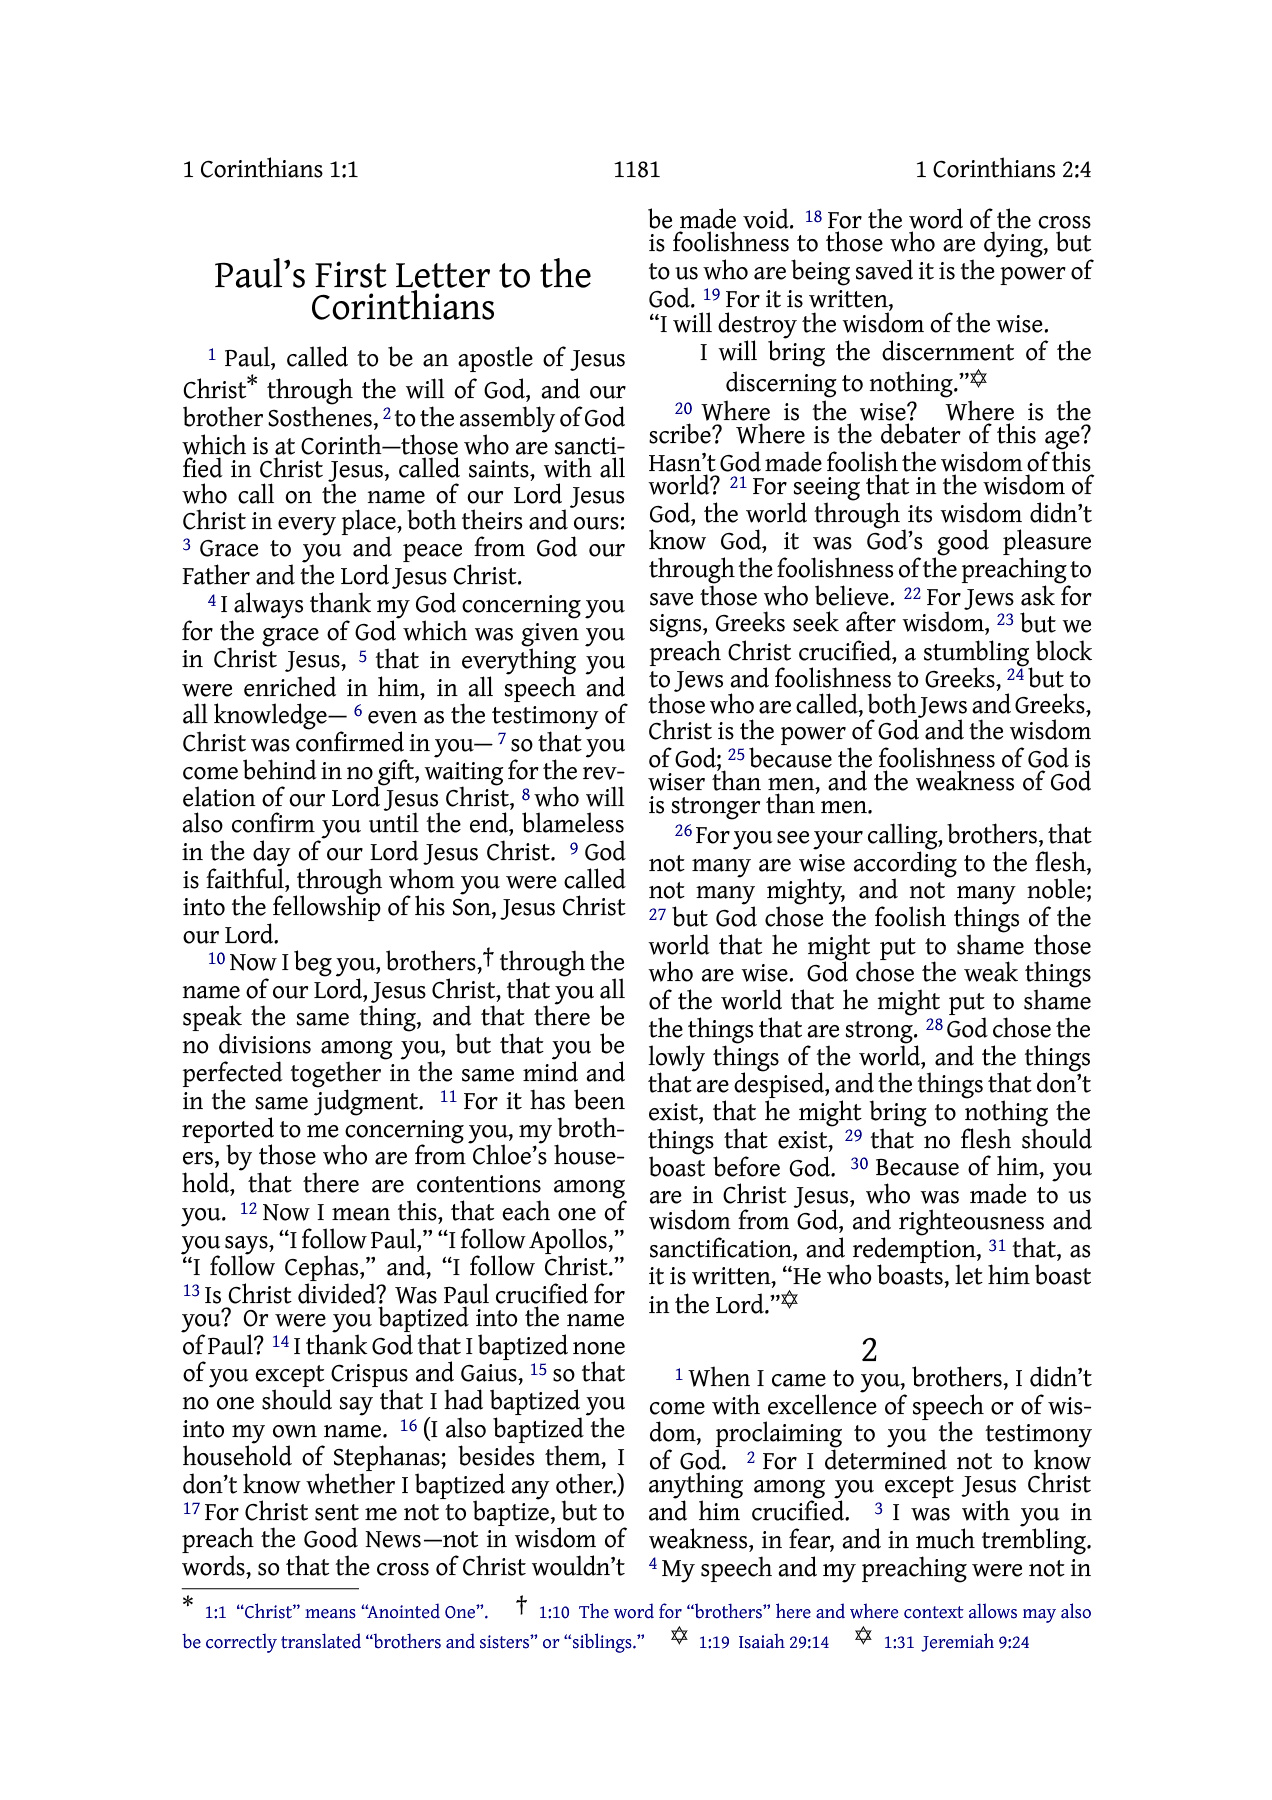 1 Corinthians 1:1 1181 1 Corinthians 2:4
Paul’s First Letter to the
Corinthians
1 Paul, called to be an apostle of Jesus
Christ* through the will of God, and our
brother Sosthenes, 2 to the assembly of God
which is at Corinth—those who are sancti-
fied in Christ Jesus, called saints, with all
who call on the name of our Lord Jesus
Christ in every place, both theirs and ours:
3 Grace to you and peace from God our
Father and the Lord Jesus Christ.
4 I always thank my God concerning you
for the grace of God which was given you
in Christ Jesus, 5 that in everything you
were enriched in him, in all speech and
all knowledge— 6 even as the testimony of
Christ was confirmed in you— 7 so that you
come behind in no gift, waiting for the rev-
elation of our Lord Jesus Christ, 8 who will
also confirm you until the end, blameless
in the day of our Lord Jesus Christ. 9 God
is faithful, through whom you were called
into the fellowship of his Son, Jesus Christ
our Lord.
10 Now I beg you, brothers,† through the
name of our Lord, Jesus Christ, that you all
speak the same thing, and that there be
no divisions among you, but that you be
perfected together in the same mind and
in the same judgment. 11 For it has been
reported to me concerning you, my broth-
ers, by those who are from Chloe’s house-
hold, that there are contentions among
you. 12 Now I mean this, that each one of
you says, “I follow Paul,” “I follow Apollos,”
“I follow Cephas,” and, “I follow Christ.”
13 Is Christ divided? Was Paul crucified for
you? Or were you baptized into the name
of Paul? 14 I thank God that I baptized none
of you except Crispus and Gaius, 15 so that
no one should say that I had baptized you
into my own name. 16 (I also baptized the
household of Stephanas; besides them, I
don’t know whether I baptized any other.)
17 For Christ sent me not to baptize, but to
preach the Good News—not in wisdom of
words, so that the cross of Christ wouldn’t
be made void. 18 For the word of the cross
is foolishness to those who are dying, but
to us who are being saved it is the power of
God. 19 For it is written,
“I will destroy the wisdom of the wise.
I will bring the discernment of the
discerning to nothing.”✡
20 Where is the wise? Where is the
scribe? Where is the debater of this age?
Hasn’t God made foolish the wisdom of this
world? 21 For seeing that in the wisdom of
God, the world through its wisdom didn’t
know God, it was God’s good pleasure
through the foolishness of the preaching to
save those who believe. 22 For Jews ask for
signs, Greeks seek after wisdom, 23 but we
preach Christ crucified, a stumbling block
to Jews and foolishness to Greeks, 24 but to
those who are called, both Jews and Greeks,
Christ is the power of God and the wisdom
of God; 25 because the foolishness of God is
wiser than men, and the weakness of God
is stronger than men.
26 For you see your calling, brothers, that
not many are wise according to the flesh,
not many mighty, and not many noble;
27 but God chose the foolish things of the
world that he might put to shame those
who are wise. God chose the weak things
of the world that he might put to shame
the things that are strong. 28 God chose the
lowly things of the world, and the things
that are despised, and the things that don’t
exist, that he might bring to nothing the
things that exist, 29 that no flesh should
boast before God. 30 Because of him, you
are in Christ Jesus, who was made to us
wisdom from God, and righteousness and
sanctification, and redemption, 31 that, as
it is written, “He who boasts, let him boast
in the Lord.”✡
2
1 When I came to you, brothers, I didn’t
come with excellence of speech or of wis-
dom, proclaiming to you the testimony
of God. 2 For I determined not to know
anything among you except Jesus Christ
and him crucified. 3 I was with you in
weakness, in fear, and in much trembling.
4 My speech and my preaching were not in
* 1:1 “Christ” means “Anointed One”. † 1:10 The word for “brothers” here and where context allows may also
be correctly translated “brothers and sisters” or “siblings.” ✡ 1:19 Isaiah 29:14 ✡ 1:31 Jeremiah 9:24